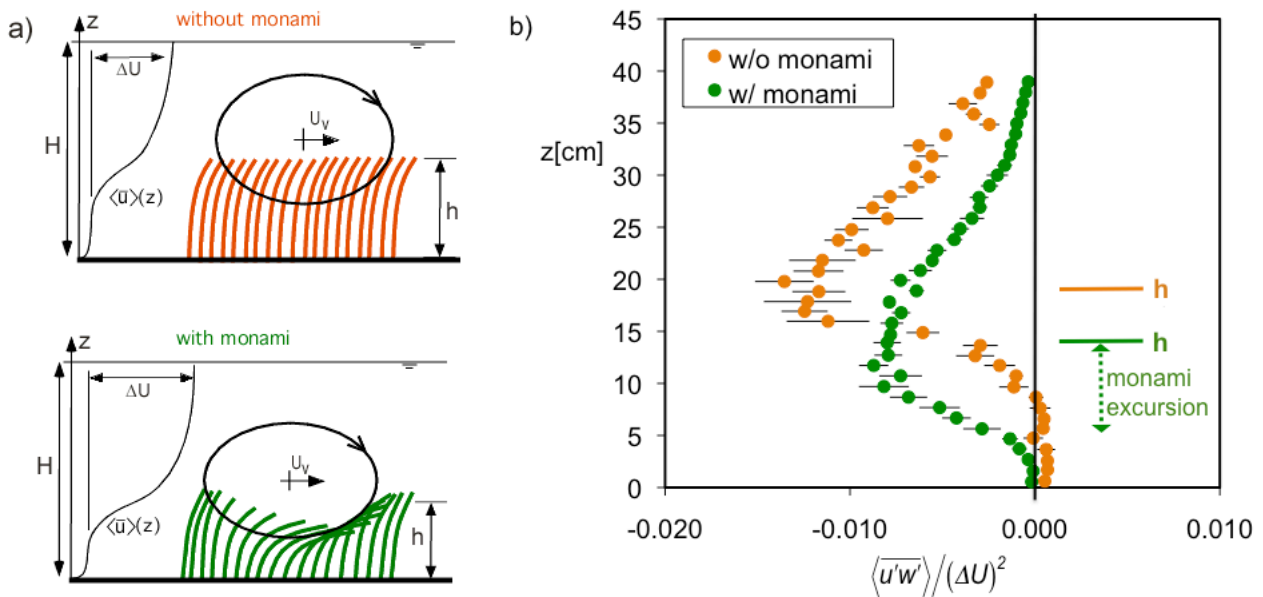 a)
without monami
z
ΔU
H
U_v
⟨ū⟩(z)
h
with monami
z
ΔU
H
U_v
⟨ū⟩(z)
h
b)
w/o monami
w/ monami
z[cm]
45
40
35
30
25
20
15
10
5
0
h
h
monami
excursion
-0.020
-0.010
0.000
0.010
⟨u̅'̅w̅'̅⟩/(ΔU)²